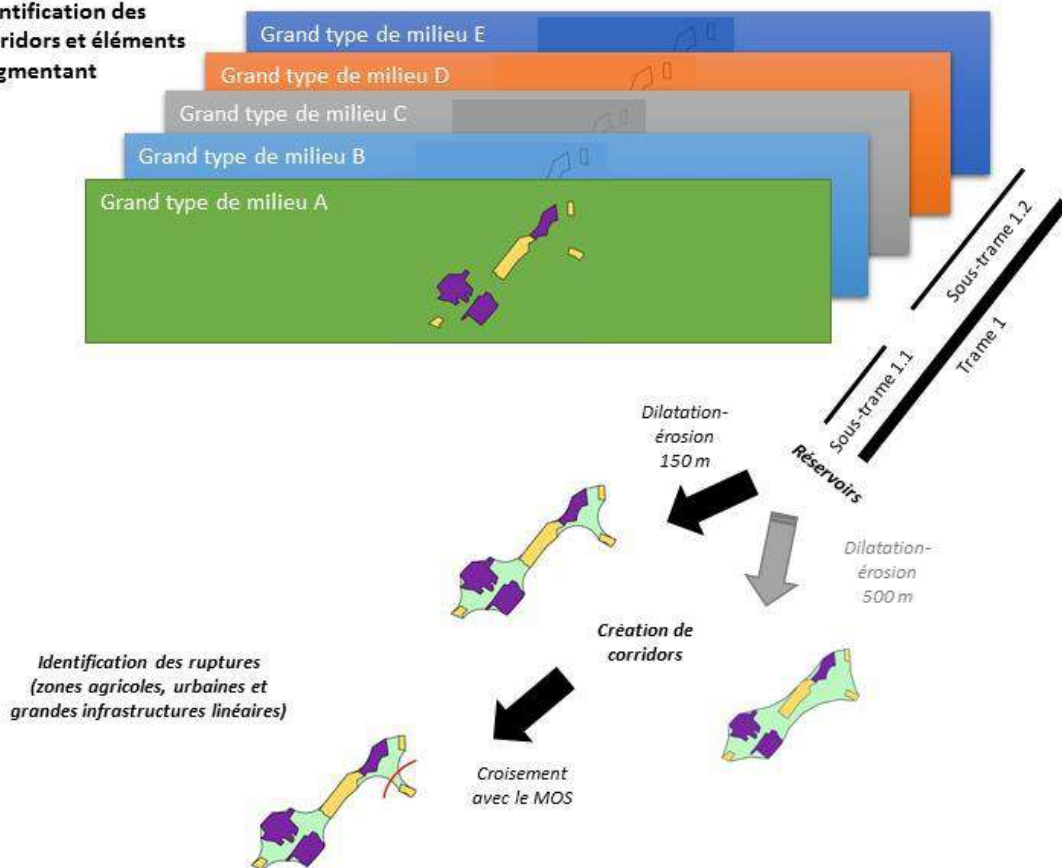 entification des
ridors et éléments
gmentant
Grand type de milieu E
Grand type de milieu D
Grand type de milieu C
Grand type de milieu B
Grand type de milieu A
Sous-trame 1.2
Trame 1
Sous-trame 1.1
Réservoirs
Dilatation-
érosion
150 m
Dilatation-
érosion
500 m
Création de
corridors
Identification des ruptures
(zones agricoles, urbaines et
grandes infrastructures linéaires)
Croisement
avec le MOS